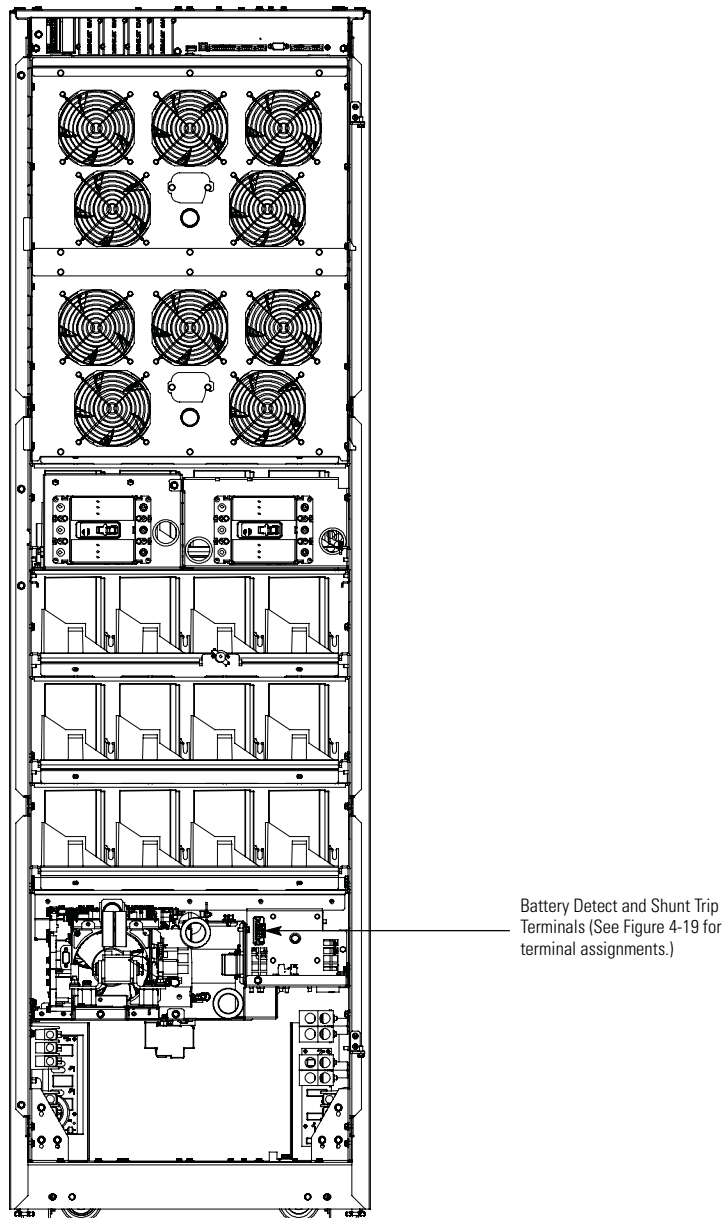 Battery Detect and Shunt Trip
Terminals (See Figure 4-19 for
terminal assignments.)